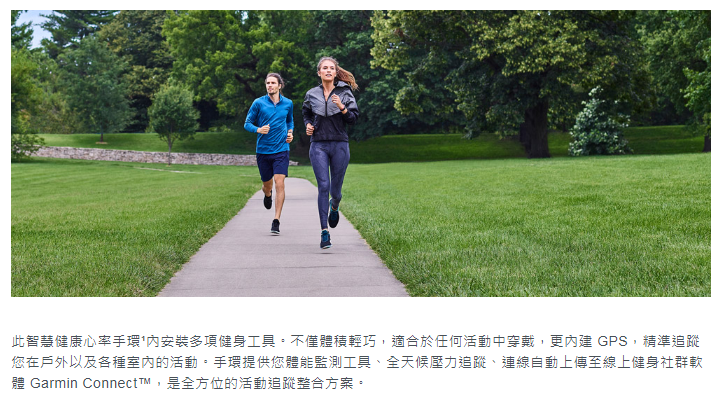 此智慧健康心率手環¹內安裝多項健身工具。不僅體積輕巧，適合於任何活動中穿戴，更內建 GPS，精準追蹤
您在戶外以及各種室內的活動。手環提供您體能監測工具、全天候壓力追蹤、連線自動上傳至線上健身社群軟
體 Garmin Connect™，是全方位的活動追蹤整合方案。